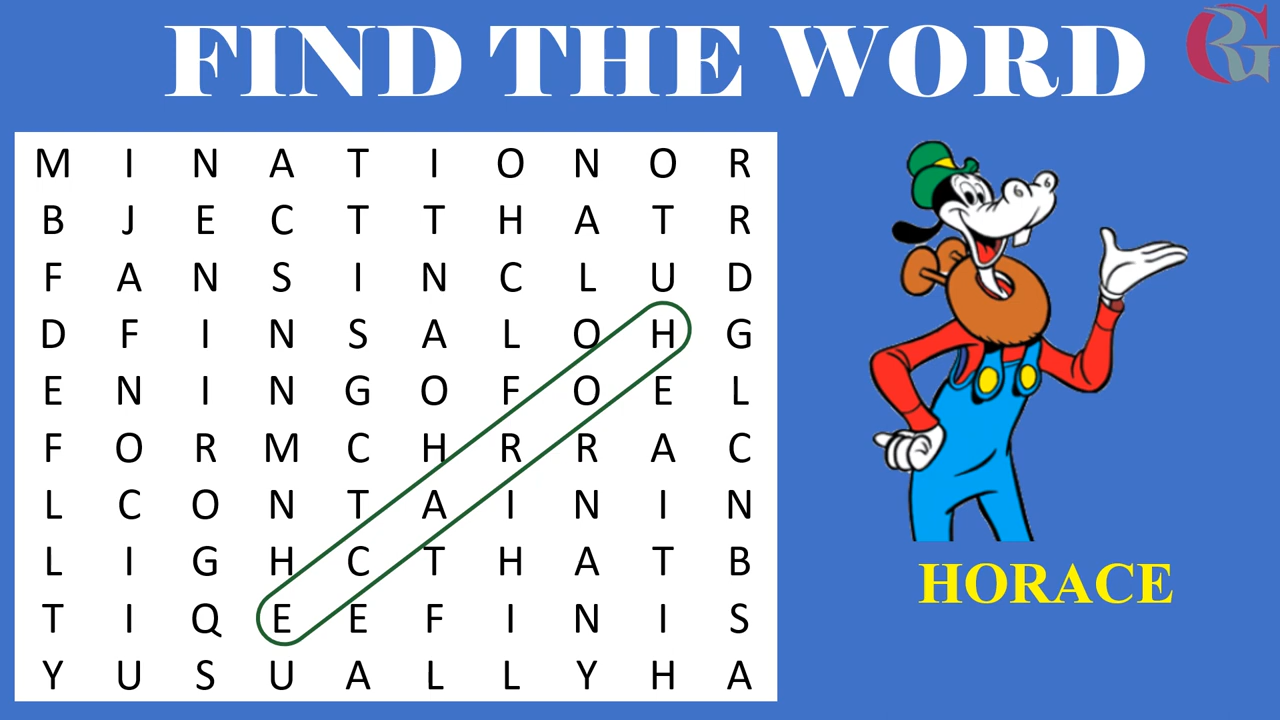 FIND THE WORD
M I N A T I O N O R
B J E C T T H A T R
F A N S I N C L U D
D F I N S A L O H G
E N I N G O F O E L
F O R M C H R R A C
L C O N T A I N I N
L I G H C T H A T B
T I Q E E F I N I S
Y U S U A L L Y H A
HORACE